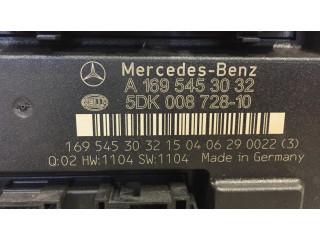 Mercedes-Benz
A 169 545 30 32
HELLA
5DK 008 728-10
169 545 30 32 15 04 06 29 0022 (3)
Q:02 HW:1104 SW:1104 Made in Germany